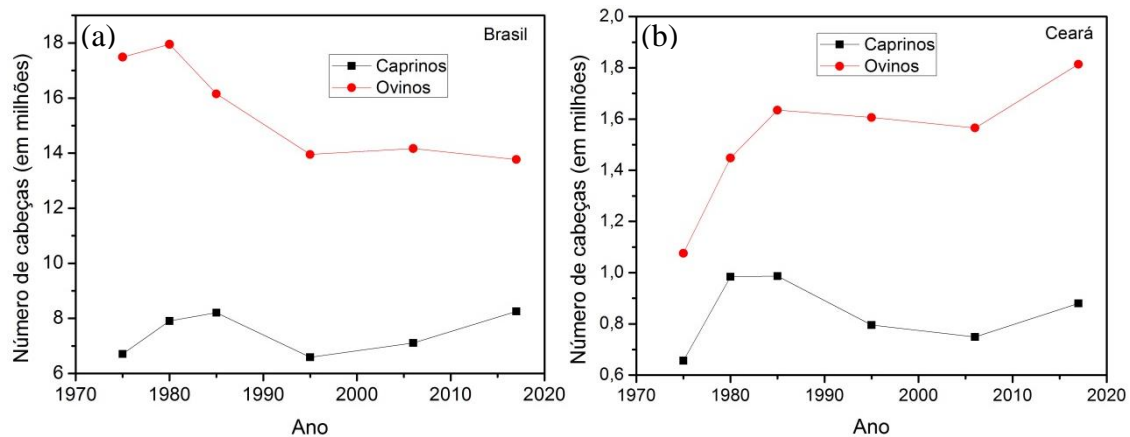 (a)
Brasil
Caprinos
Ovinos
Número de cabeças (em milhões)
18
16
14
12
10
8
6
1970
1980
1990
2000
2010
2020
Ano
(b)
Ceará
Caprinos
Ovinos
Número de cabeças (em milhões)
2,0
1,8
1,6
1,4
1,2
1,0
0,8
0,6
1970
1980
1990
2000
2010
2020
Ano